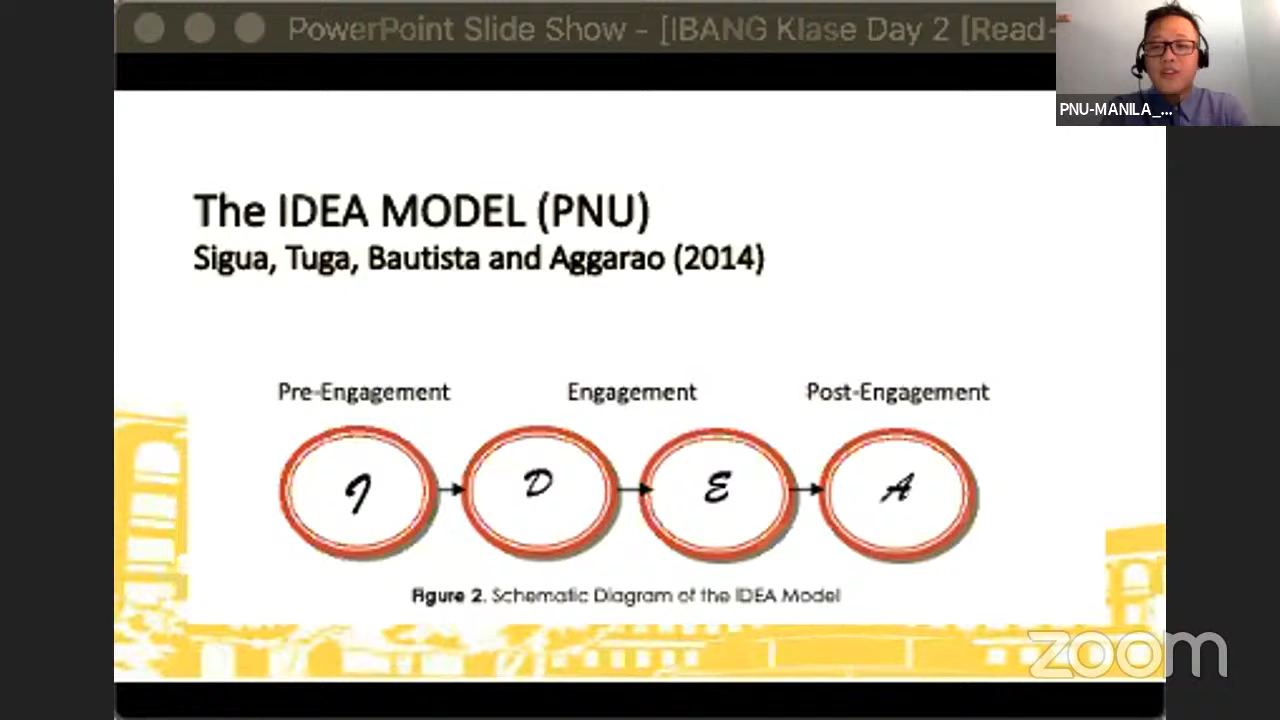 PowerPoint Slide Show - [IBANG Klase Day 2 [Read-
PNU-MANILA_...
The IDEA MODEL (PNU)
Sigua, Tuga, Bautista and Aggarao (2014)
Pre-Engagement Engagement Post-Engagement
I D E A
Figure 2. Schematic Diagram of the IDEA Model
zoom